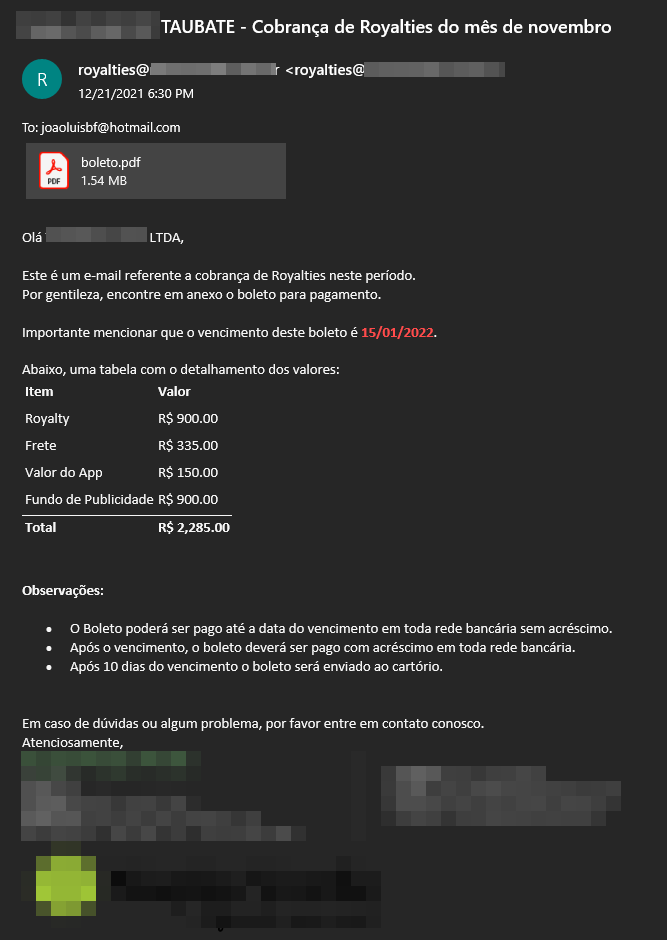 TAUBATE - Cobrança de Royalties do mês de novembro
R
royalties@ r <royalties@
12/21/2021 6:30 PM
To: joaoluisbf@hotmail.com
PDF
boleto.pdf
1.54 MB
Olá LTDA,
Este é um e-mail referente a cobrança de Royalties neste período.
Por gentileza, encontre em anexo o boleto para pagamento.
Importante mencionar que o vencimento deste boleto é 15/01/2022.
Abaixo, uma tabela com o detalhamento dos valores:
Item Valor
Royalty R$ 900.00
Frete R$ 335.00
Valor do App R$ 150.00
Fundo de Publicidade R$ 900.00
Total R$ 2,285.00
Observações:
• O Boleto poderá ser pago até a data do vencimento em toda rede bancária sem acréscimo.
• Após o vencimento, o boleto deverá ser pago com acréscimo em toda rede bancária.
• Após 10 dias do vencimento o boleto será enviado ao cartório.
Em caso de dúvidas ou algum problema, por favor entre em contato conosco.
Atenciosamente,